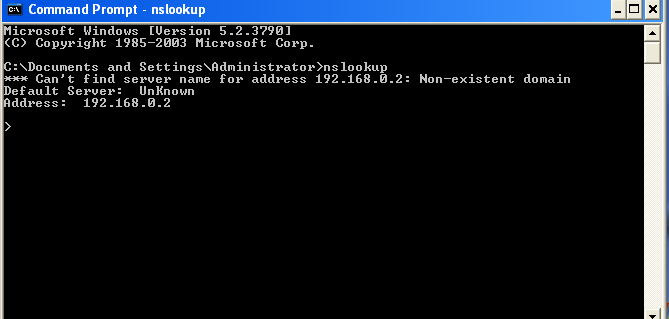 Command Prompt - nslookup
Microsoft Windows [Version 5.2.3790]
(C) Copyright 1985-2003 Microsoft Corp.
C:\Documents and Settings\Administrator>nslookup
*** Can't find server name for address 192.168.0.2: Non-existent domain
Default Server:  UnKnown
Address:  192.168.0.2
>